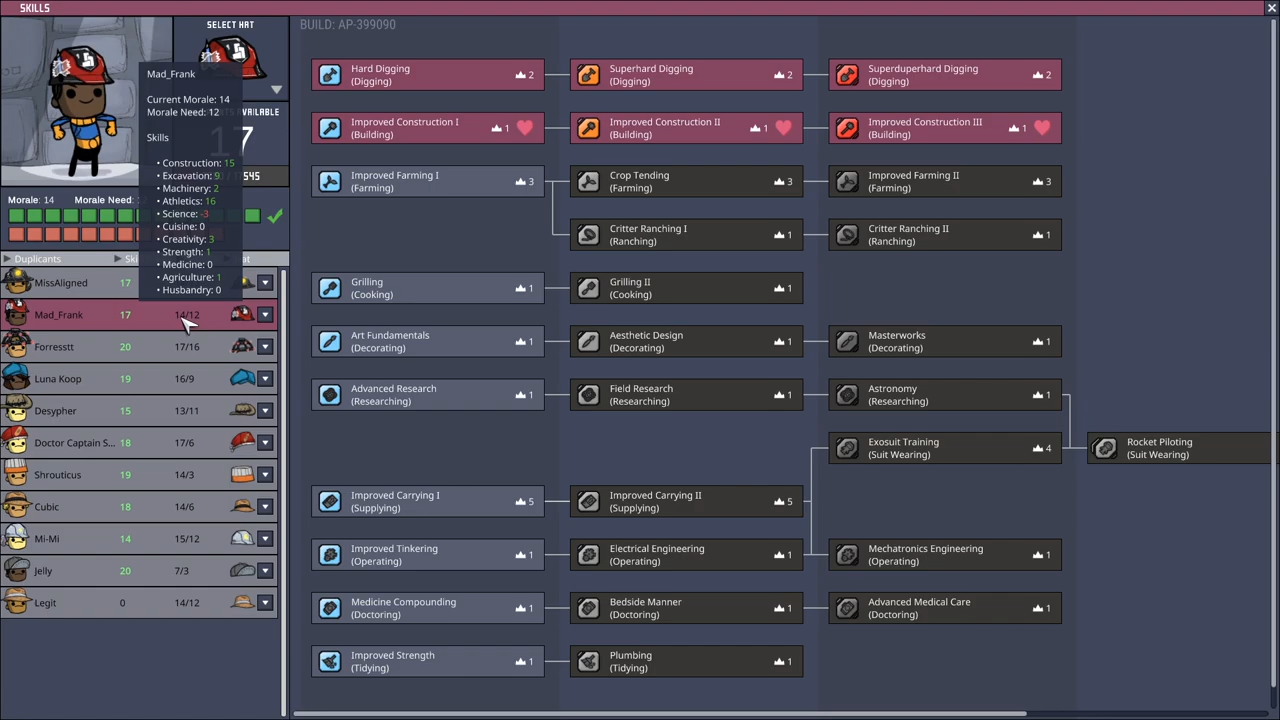 SKILLS
BUILD: AP-399090
SELECT HAT
Mad_Frank
Current Morale: 14
Morale Need: 12
Skills
• Construction: 15
• Excavation: 9
• Machinery: 2
• Athletics: 16
• Science: -3
• Cuisine: 0
• Creativity: 3
• Strength: 1
• Medicine: 0
• Agriculture: 1
• Husbandry: 0
AVAILABLE
17
Morale: 14 Morale Need:
Duplicants
MissAligned 17
Mad_Frank 17 14/12
Forresstt 20 17/16
Luna Koop 19 16/9
Desypher 15 13/11
Doctor Captain S... 18 17/6
Shrouticus 19 14/3
Cubic 18 14/6
Mi-Mi 14 15/12
Jelly 20 7/3
Legit 0 14/12
Hard Digging
(Digging)
2
Superhard Digging
(Digging)
2
Superduperhard Digging
(Digging)
2
Improved Construction I
(Building)
1
Improved Construction II
(Building)
1
Improved Construction III
(Building)
1
Improved Farming I
(Farming)
3
Crop Tending
(Farming)
3
Improved Farming II
(Farming)
3
Critter Ranching I
(Ranching)
1
Critter Ranching II
(Ranching)
1
Grilling
(Cooking)
1
Grilling II
(Cooking)
1
Art Fundamentals
(Decorating)
1
Aesthetic Design
(Decorating)
1
Masterworks
(Decorating)
1
Advanced Research
(Researching)
1
Field Research
(Researching)
1
Astronomy
(Researching)
1
Exosuit Training
(Suit Wearing)
4
Rocket Piloting
(Suit Wearing)
Improved Carrying I
(Supplying)
5
Improved Carrying II
(Supplying)
5
Improved Tinkering
(Operating)
1
Electrical Engineering
(Operating)
1
Mechatronics Engineering
(Operating)
1
Medicine Compounding
(Doctoring)
1
Bedside Manner
(Doctoring)
1
Advanced Medical Care
(Doctoring)
1
Improved Strength
(Tidying)
1
Plumbing
(Tidying)
1